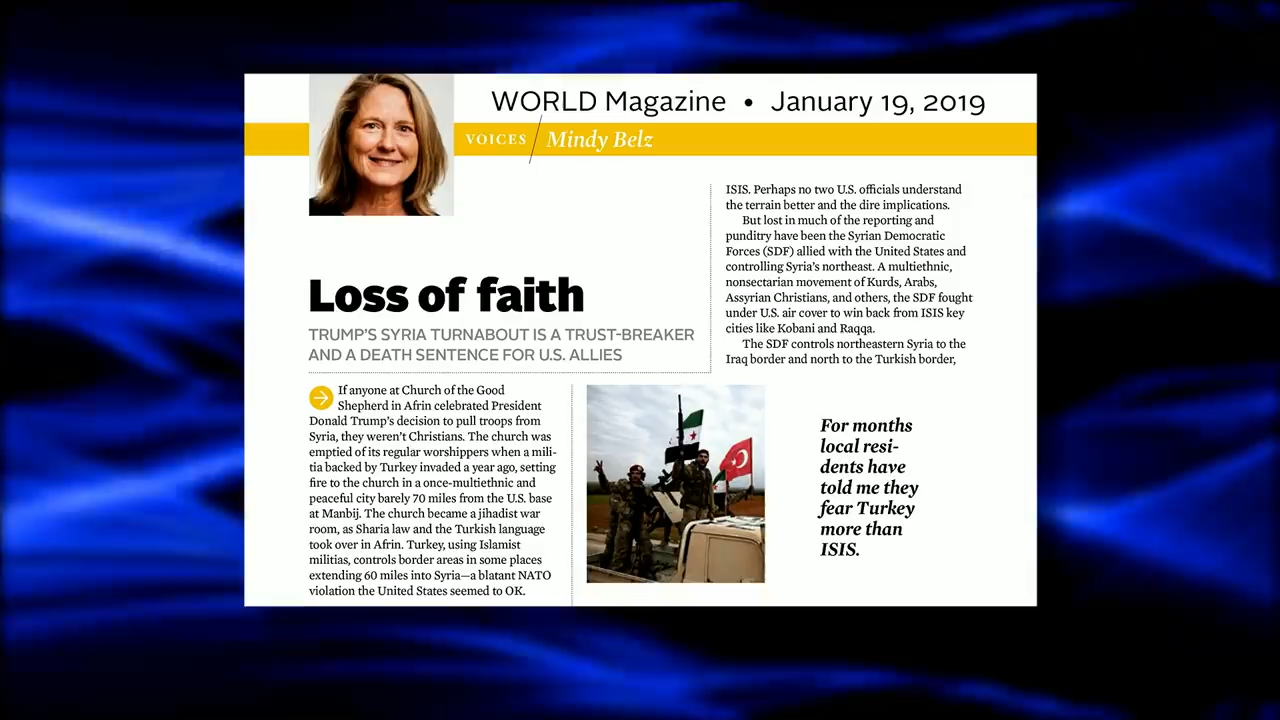 WORLD Magazine • January 19, 2019
VOICES / Mindy Belz
Loss of faith
TRUMP'S SYRIA TURNABOUT IS A TRUST-BREAKER
AND A DEATH SENTENCE FOR U.S. ALLIES
If anyone at Church of the Good
Shepherd in Afrin celebrated President
Donald Trump's decision to pull troops from
Syria, they weren't Christians. The church was
emptied of its regular worshippers when a mili-
tia backed by Turkey invaded a year ago, setting
fire to the church in a once-multiethnic and
peaceful city barely 70 miles from the U.S. base
at Manbij. The church became a jihadist war
room, as Sharia law and the Turkish language
took over in Afrin. Turkey, using Islamist
militias, controls border areas in some places
extending 60 miles into Syria—a blatant NATO
violation the United States seemed to OK.
ISIS. Perhaps no two U.S. officials understand
the terrain better and the dire implications.
But lost in much of the reporting and
punditry have been the Syrian Democratic
Forces (SDF) allied with the United States and
controlling Syria's northeast. A multiethnic,
nonsectarian movement of Kurds, Arabs,
Assyrian Christians, and others, the SDF fought
under U.S. air cover to win back from ISIS key
cities like Kobani and Raqqa.
The SDF controls northeastern Syria to the
Iraq border and north to the Turkish border,
For months
local resi-
dents have
told me they
fear Turkey
more than
ISIS.